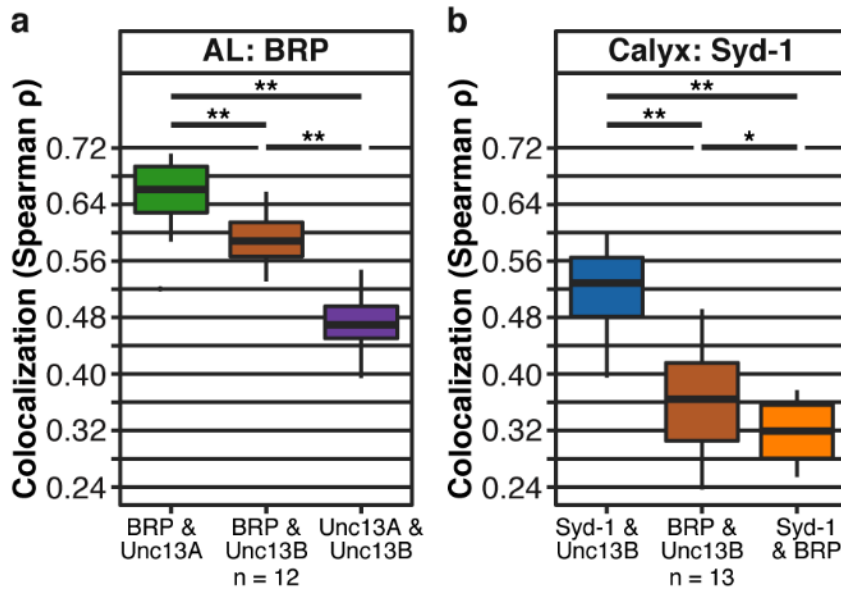 a
AL: BRP
Colocalization (Spearman ρ)
**
**
**
0.72
0.64
0.56
0.48
0.40
0.32
0.24
BRP &
Unc13A
BRP &
Unc13B
Unc13A &
Unc13B
n = 12
b
Calyx: Syd-1
Colocalization (Spearman ρ)
**
**
*
0.72
0.64
0.56
0.48
0.40
0.32
0.24
Syd-1 &
Unc13B
BRP &
Unc13B
Syd-1
& BRP
n = 13